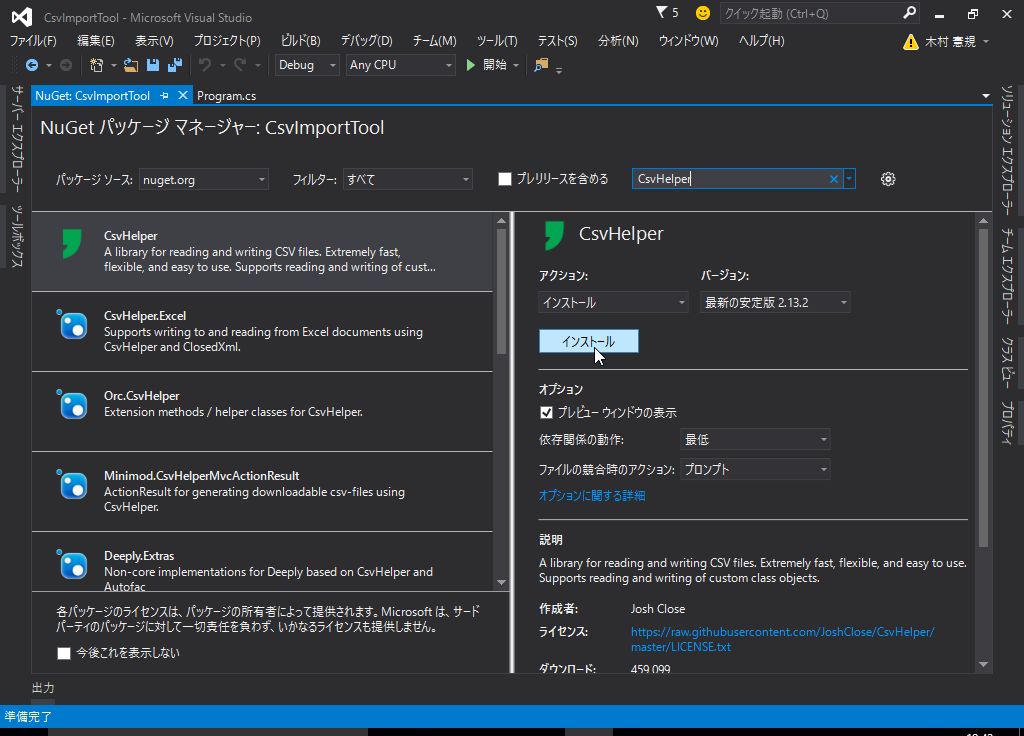 CsvImportTool - Microsoft Visual Studio
5
クイック起動 (Ctrl+Q)
ファイル(F) 編集(E) 表示(V) プロジェクト(P) ビルド(B) デバッグ(D) チーム(M) ツール(T) テスト(S) 分析(N) ウィンドウ(W) ヘルプ(H)
木村 憲規
Debug Any CPU 開始
サーバー エクスプローラー
ツールボックス
NuGet: CsvImportTool Program.cs
NuGet パッケージ マネージャー: CsvImportTool
パッケージ ソース: nuget.org フィルター: すべて プレリリースを含める CsvHelper
CsvHelper
A library for reading and writing CSV files. Extremely fast,
flexible, and easy to use. Supports reading and writing of cust...
CsvHelper.Excel
Supports writing to and reading from Excel documents using
CsvHelper and ClosedXml.
Orc.CsvHelper
Extension methods / helper classes for CsvHelper.
Minimod.CsvHelperMvcActionResult
ActionResult for generating downloadable csv-files using
CsvHelper.
Deeply.Extras
Non-core implementations for Deeply based on CsvHelper and
Autofac
各パッケージのライセンスは、パッケージの所有者によって提供されます。Microsoft は、サード
パーティのパッケージに対して一切責任を負わず、いかなるライセンスも提供しません。
今後これを表示しない
CsvHelper
アクション: バージョン:
インストール 最新の安定版 2.13.2
インストール
オプション
プレビュー ウィンドウの表示
依存関係の動作: 最低
ファイルの競合時のアクション: プロンプト
オプションに関する詳細
説明
A library for reading and writing CSV files. Extremely fast, flexible, and easy to use.
Supports reading and writing of custom class objects.
作成者: Josh Close
ライセンス: https://raw.githubusercontent.com/JoshClose/CsvHelper/
master/LICENSE.txt
ダウンロード: 459,099
ソリューション エクスプローラー
チーム エクスプローラー
クラス ビュー
プロパティ
出力
準備完了